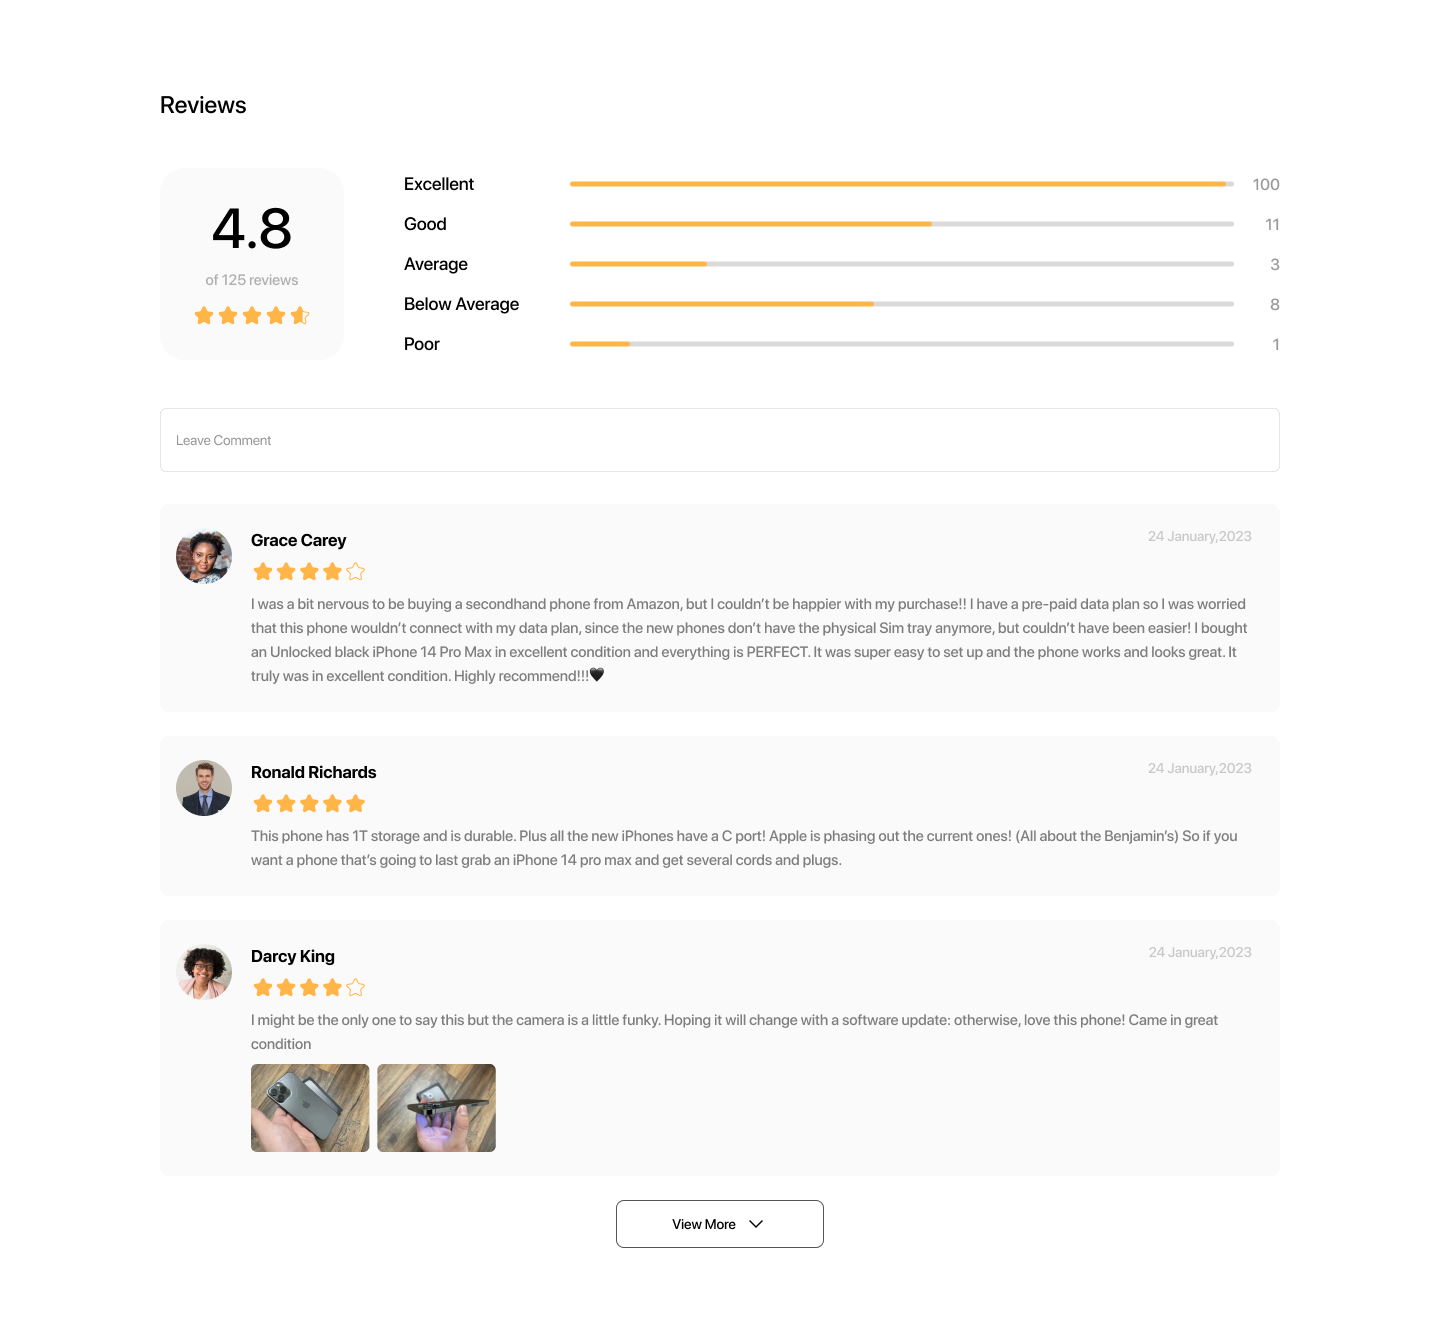 Reviews
4.8
of 125 reviews
Excellent 100
Good 11
Average 3
Below Average 8
Poor 1
Leave Comment
Grace Carey
24 January,2023
I was a bit nervous to be buying a secondhand phone from Amazon, but I couldn’t be happier with my purchase!! I have a pre-paid data plan so I was worried
that this phone wouldn’t connect with my data plan, since the new phones don’t have the physical Sim tray anymore, but couldn’t have been easier! I bought
an Unlocked black iPhone 14 Pro Max in excellent condition and everything is PERFECT. It was super easy to set up and the phone works and looks great. It
truly was in excellent condition. Highly recommend!!!🖤
Ronald Richards
24 January,2023
This phone has 1T storage and is durable. Plus all the new iPhones have a C port! Apple is phasing out the current ones! (All about the Benjamin’s) So if you
want a phone that’s going to last grab an iPhone 14 pro max and get several cords and plugs.
Darcy King
24 January,2023
I might be the only one to say this but the camera is a little funky. Hoping it will change with a software update: otherwise, love this phone! Came in great
condition
View More